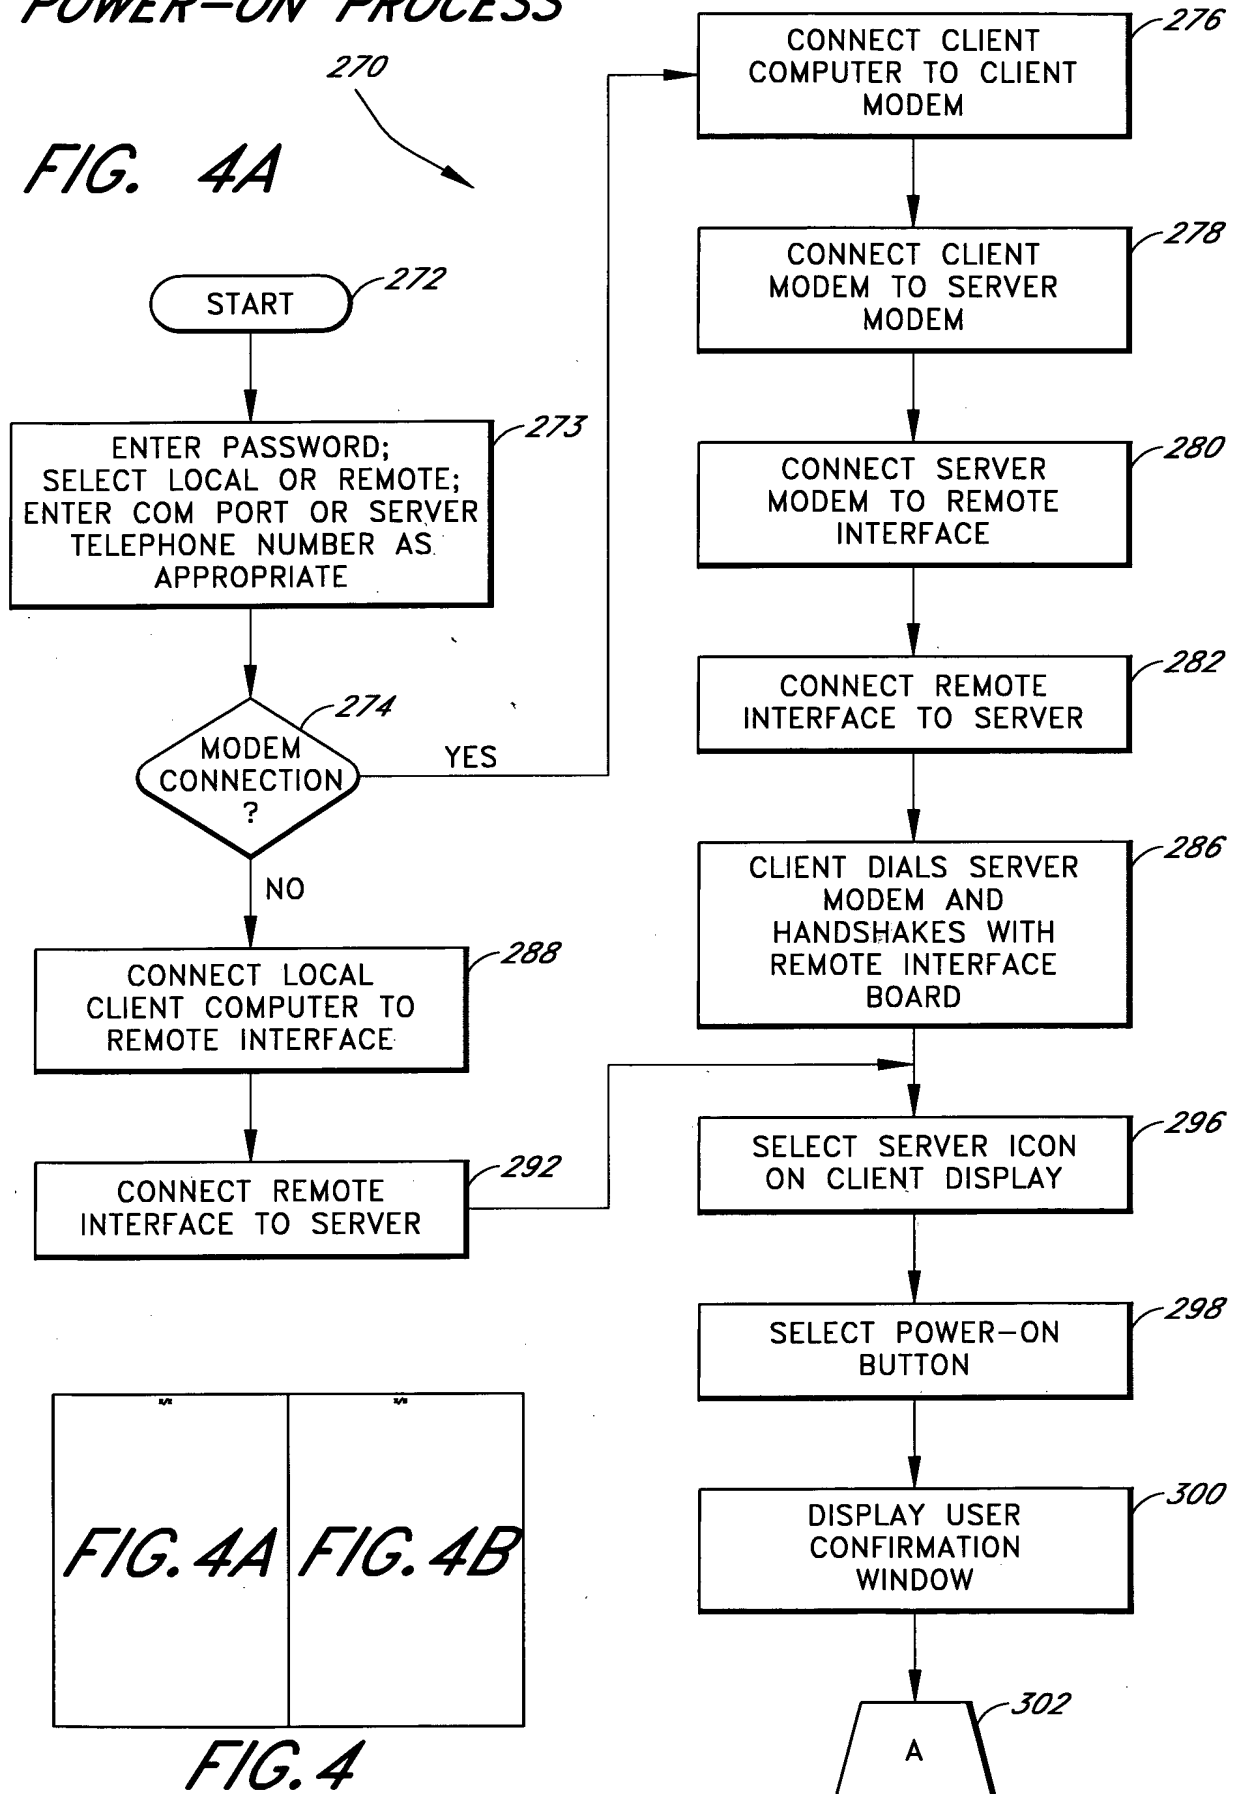 POWER-ON PROCESS
270
FIG. 4A
START
272
ENTER PASSWORD;
SELECT LOCAL OR REMOTE;
ENTER COM PORT OR SERVER
TELEPHONE NUMBER AS
APPROPRIATE
273
MODEM
CONNECTION
?
274
YES
NO
CONNECT LOCAL
CLIENT COMPUTER TO
REMOTE INTERFACE
288
CONNECT REMOTE
INTERFACE TO SERVER
292
CONNECT CLIENT
COMPUTER TO CLIENT
MODEM
276
CONNECT CLIENT
MODEM TO SERVER
MODEM
278
CONNECT SERVER
MODEM TO REMOTE
INTERFACE
280
CONNECT REMOTE
INTERFACE TO SERVER
282
CLIENT DIALS SERVER
MODEM AND
HANDSHAKES WITH
REMOTE INTERFACE
BOARD
286
SELECT SERVER ICON
ON CLIENT DISPLAY
296
SELECT POWER-ON
BUTTON
298
DISPLAY USER
CONFIRMATION
WINDOW
300
A
302
FIG. 4A
FIG. 4B
FIG. 4